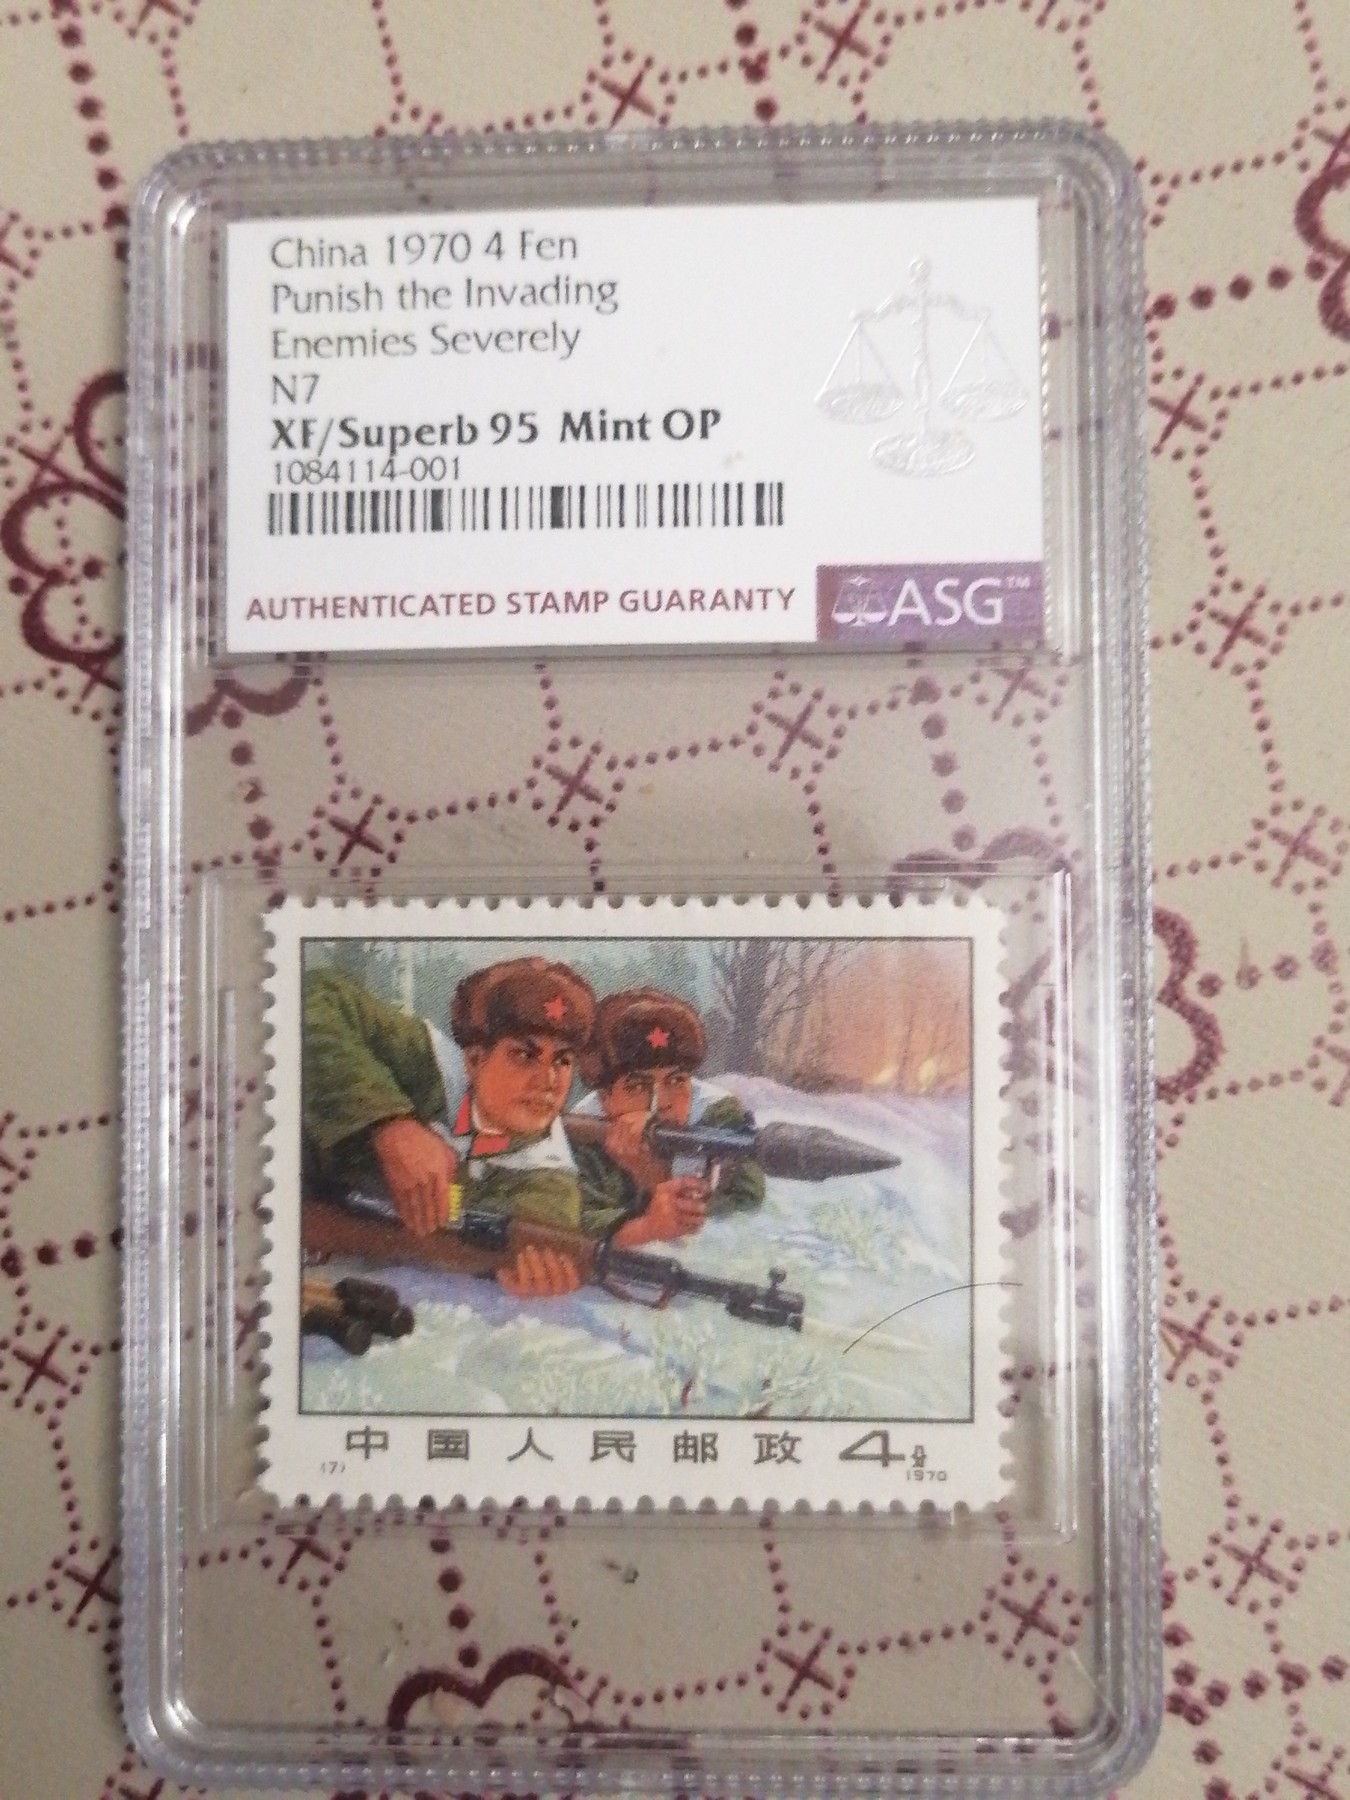 China 1970 4 Fen
Punish the Invading
Enemies Severely
N7
XF/Superb 95 Mint OP
1084114-001
AUTHENTICATED STAMP GUARANTY
ASG™
中国人民邮政 4分
(7)
1970